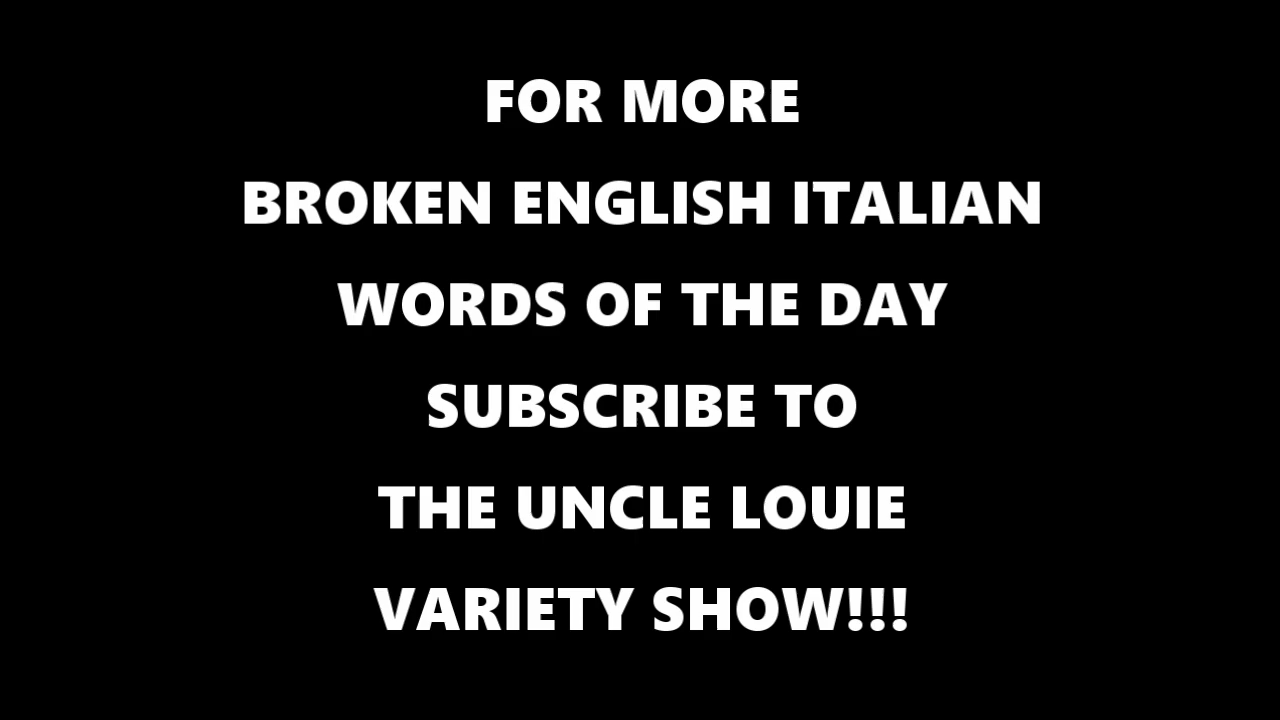 FOR MORE
BROKEN ENGLISH ITALIAN
WORDS OF THE DAY
SUBSCRIBE TO
THE UNCLE LOUIE
VARIETY SHOW!!!